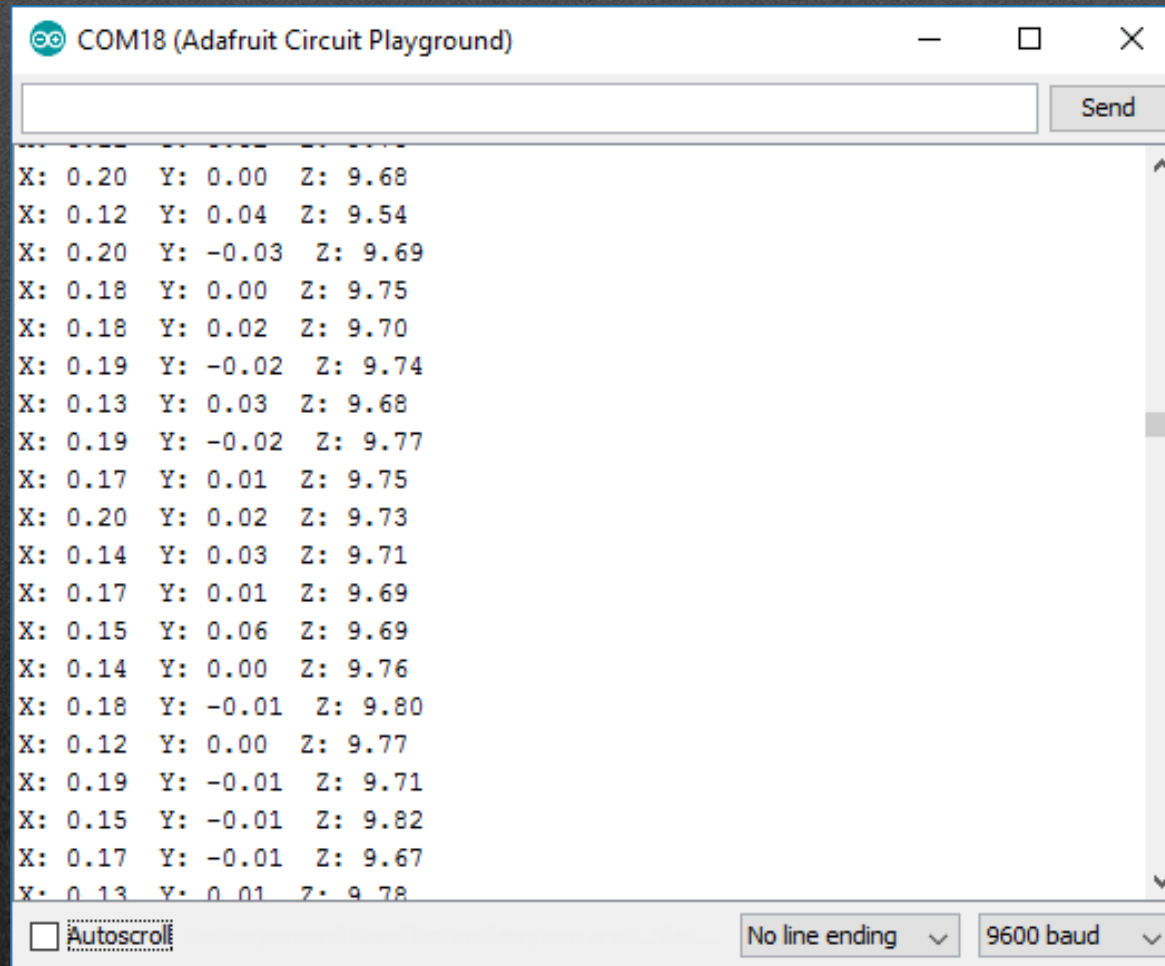 COM18 (Adafruit Circuit Playground)
Send
X: 0.20 Y: 0.00 Z: 9.68
X: 0.12 Y: 0.04 Z: 9.54
X: 0.20 Y: -0.03 Z: 9.69
X: 0.18 Y: 0.00 Z: 9.75
X: 0.18 Y: 0.02 Z: 9.70
X: 0.19 Y: -0.02 Z: 9.74
X: 0.13 Y: 0.03 Z: 9.68
X: 0.19 Y: -0.02 Z: 9.77
X: 0.17 Y: 0.01 Z: 9.75
X: 0.20 Y: 0.02 Z: 9.73
X: 0.14 Y: 0.03 Z: 9.71
X: 0.17 Y: 0.01 Z: 9.69
X: 0.15 Y: 0.06 Z: 9.69
X: 0.14 Y: 0.00 Z: 9.76
X: 0.18 Y: -0.01 Z: 9.80
X: 0.12 Y: 0.00 Z: 9.77
X: 0.19 Y: -0.01 Z: 9.71
X: 0.15 Y: -0.01 Z: 9.82
X: 0.17 Y: -0.01 Z: 9.67
X: 0.13 Y: 0.01 Z: 9.78
Autoscroll No line ending 9600 baud